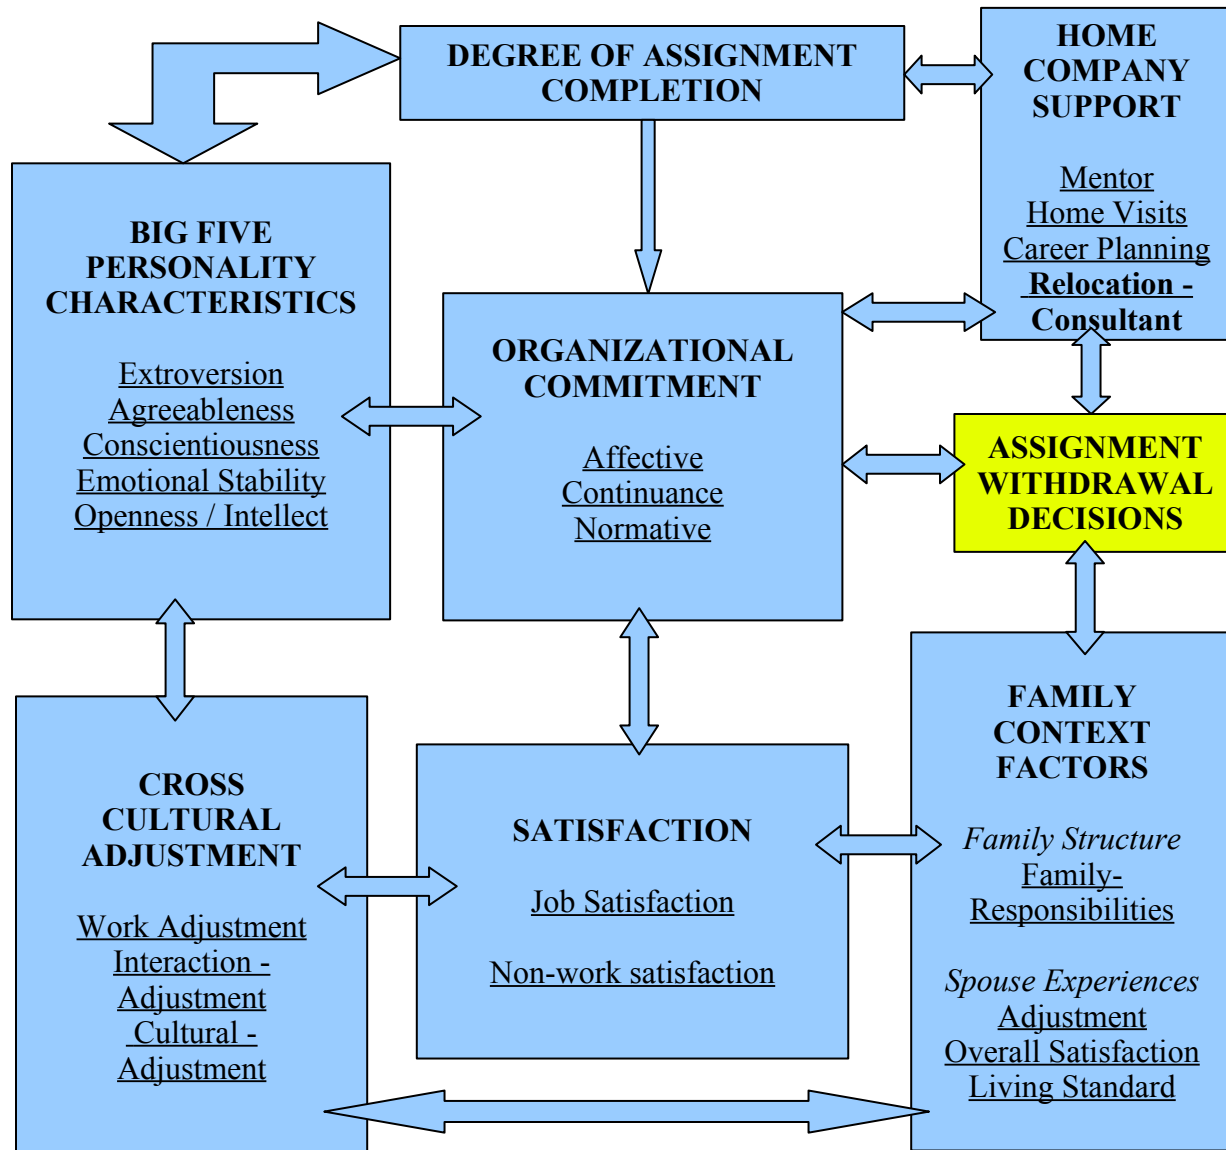 DEGREE OF ASSIGNMENT
COMPLETION
HOME
COMPANY
SUPPORT
Mentor
Home Visits
Career Planning
Relocation -
Consultant
BIG FIVE
PERSONALITY
CHARACTERISTICS
Extroversion
Agreeableness
Conscientiousness
Emotional Stability
Openness / Intellect
ORGANIZATIONAL
COMMITMENT
Affective
Continuance
Normative
ASSIGNMENT
WITHDRAWAL
DECISIONS
CROSS
CULTURAL
ADJUSTMENT
Work Adjustment
Interaction -
Adjustment
Cultural -
Adjustment
SATISFACTION
Job Satisfaction
Non-work satisfaction
FAMILY
CONTEXT
FACTORS
Family Structure
Family-
Responsibilities
Spouse Experiences
Adjustment
Overall Satisfaction
Living Standard